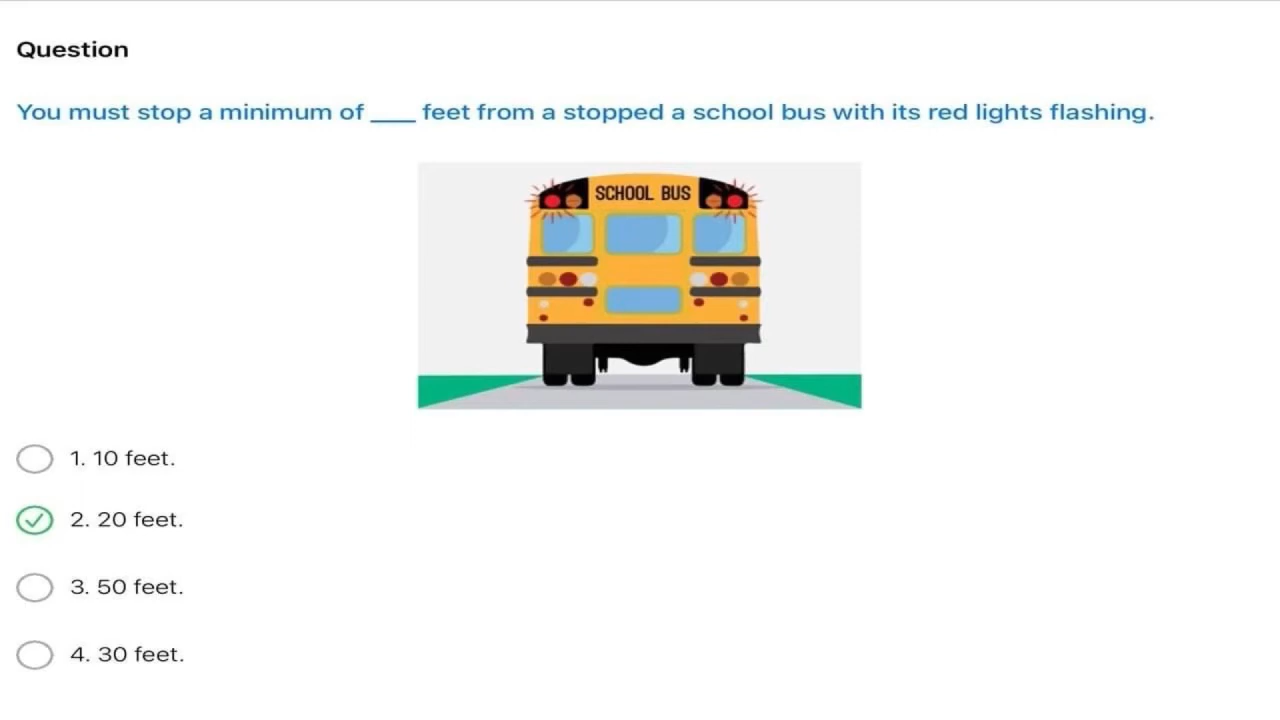 Question
You must stop a minimum of ____ feet from a stopped a school bus with its red lights flashing.
SCHOOL BUS
1. 10 feet.
2. 20 feet.
3. 50 feet.
4. 30 feet.